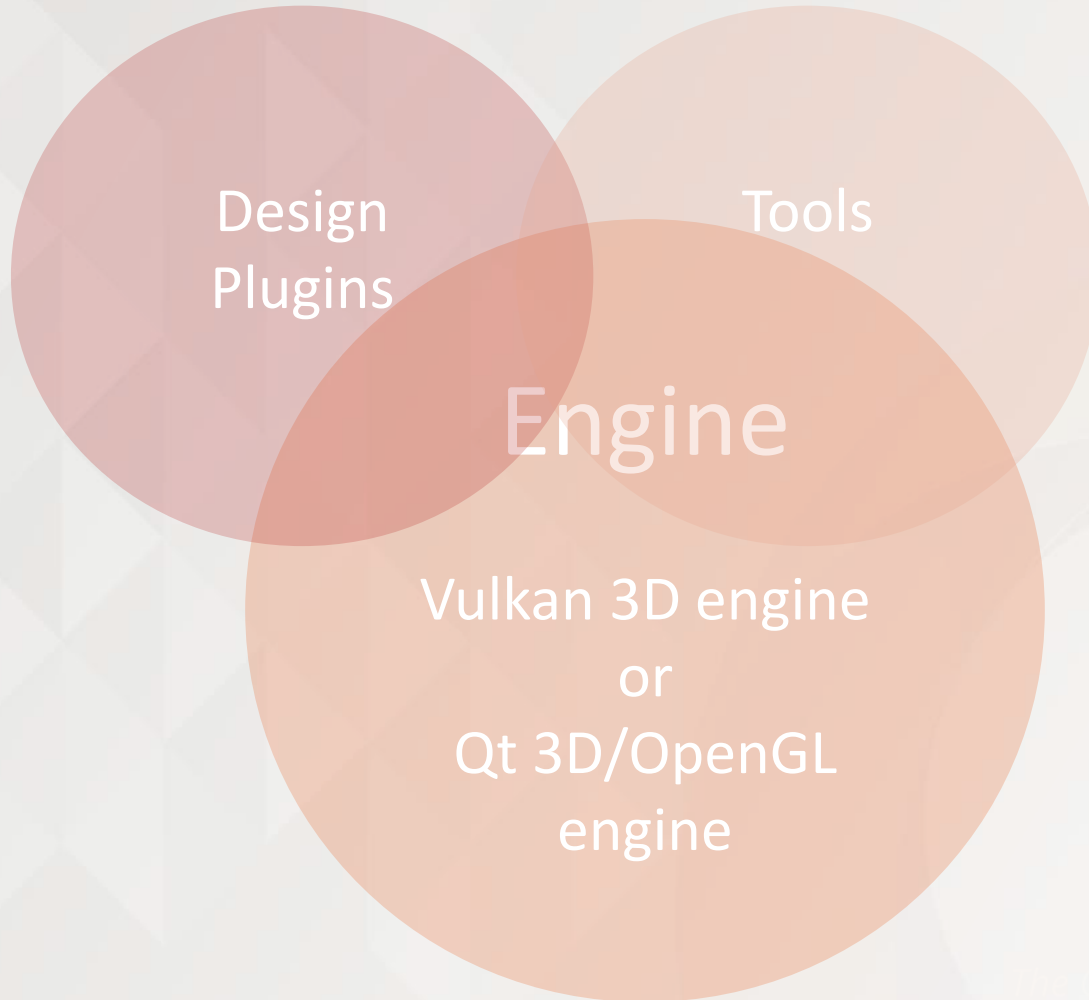 Design
Plugins
Tools
Engine
Vulkan 3D engine
or
Qt 3D/OpenGL
engine